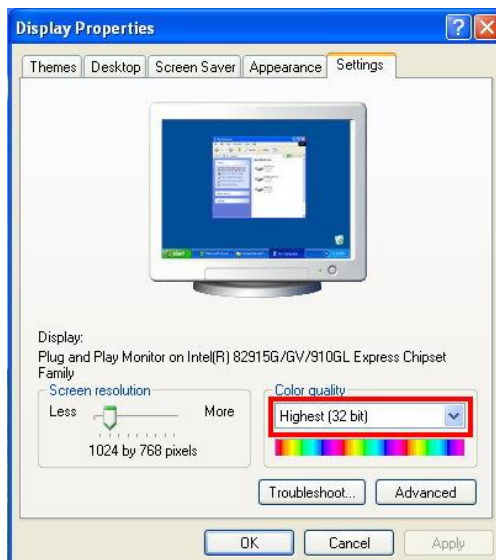 Display Properties
Themes Desktop Screen Saver Appearance Settings
Display:
Plug and Play Monitor on Intel(R) 82915G/GV/910GL Express Chipset
Family
Screen resolution
Less More
1024 by 768 pixels
Color quality
Highest (32 bit)
Troubleshoot... Advanced
OK Cancel Apply